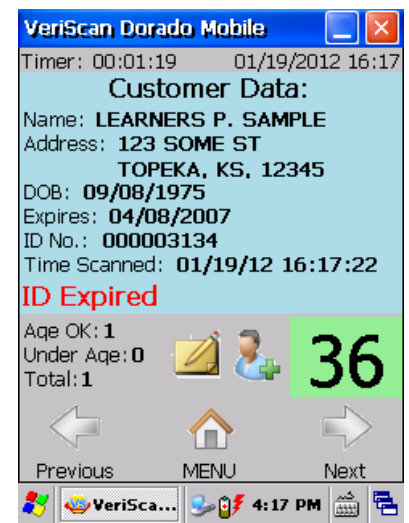 VeriScan Dorado Mobile
Timer: 00:01:19 01/19/2012 16:17
Customer Data:
Name: LEARNERS P. SAMPLE
Address: 123 SOME ST
TOPEKA, KS, 12345
DOB: 09/08/1975
Expires: 04/08/2007
ID No.: 000003134
Time Scanned: 01/19/12 16:17:22
ID Expired
Age OK: 1
Under Age: 0
Total: 1
36
Previous MENU Next
VS VeriSca... 4:17 PM